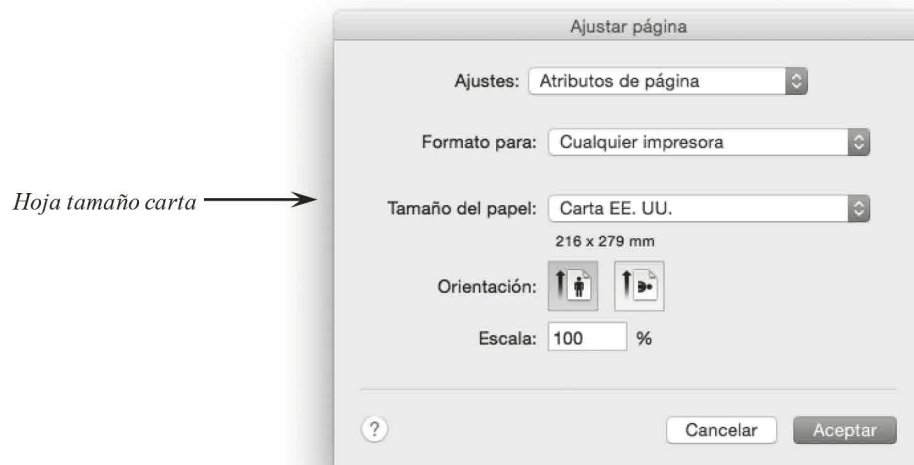 Ajustar página
Ajustes: Atributos de página
Formato para: Cualquier impresora
Hoja tamaño carta
Tamaño del papel: Carta EE. UU.
216 x 279 mm
Orientación:
Escala: 100 %
? Cancelar Aceptar